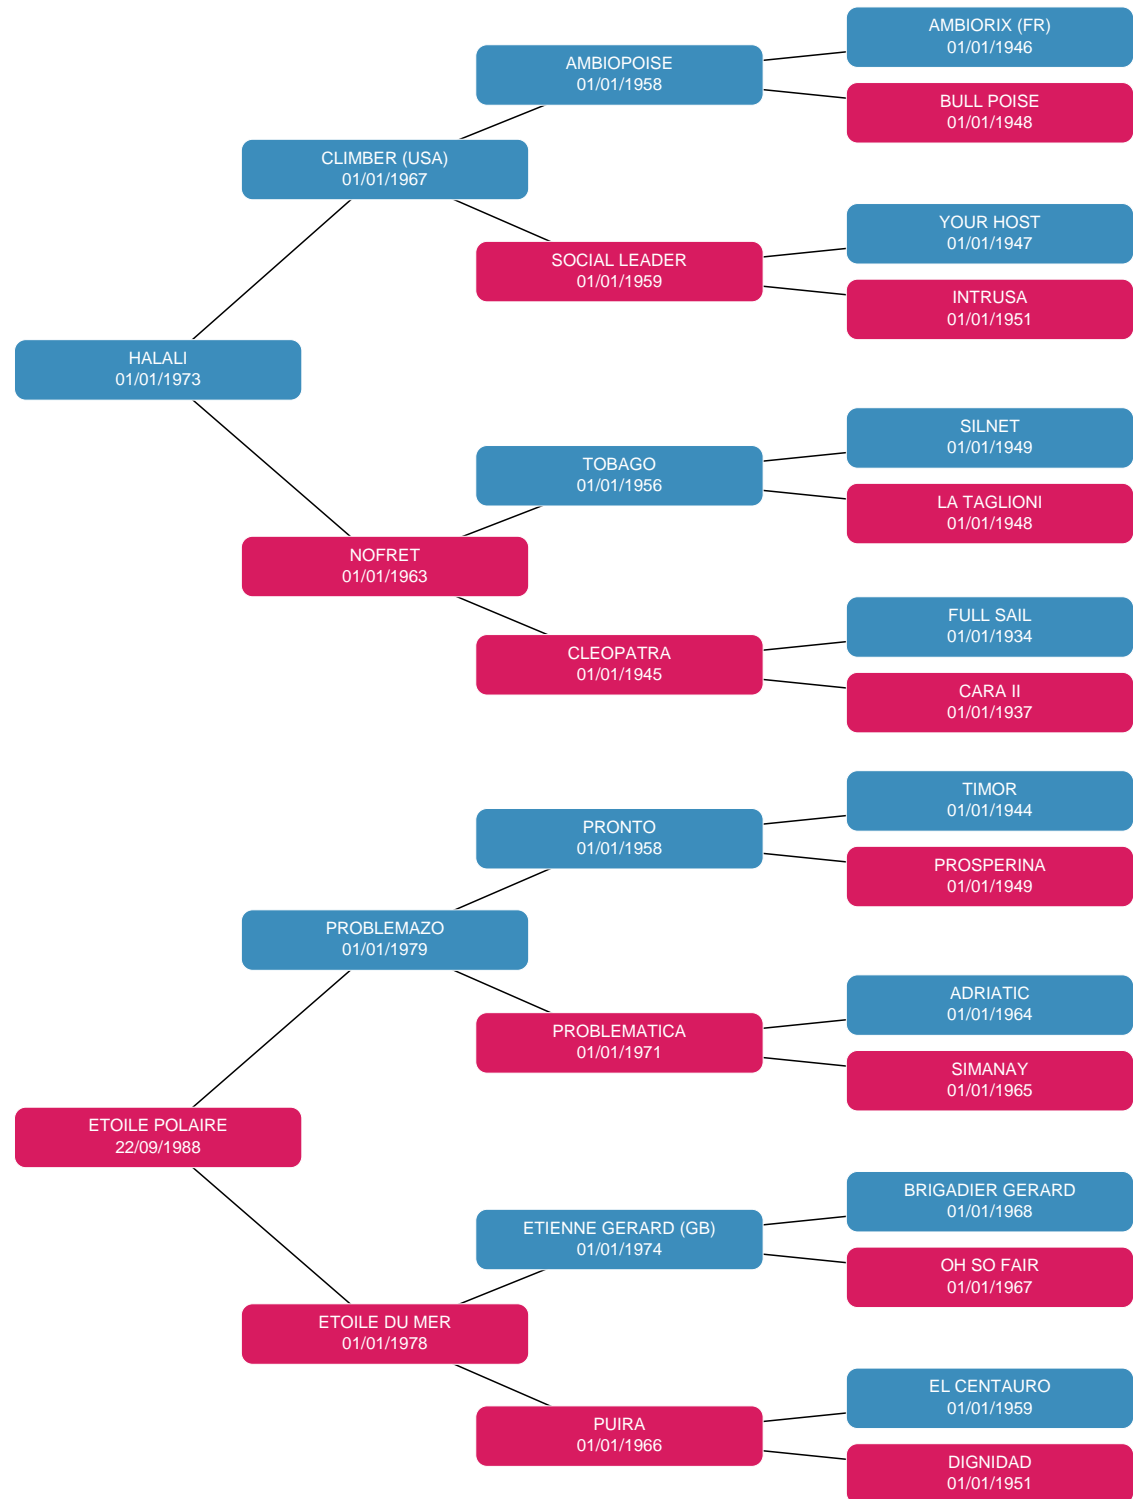 AMBIORIX (FR)
01/01/1946
AMBIOPOISE
01/01/1958
BULL POISE
01/01/1948
CLIMBER (USA)
01/01/1967
YOUR HOST
01/01/1947
SOCIAL LEADER
01/01/1959
INTRUSA
01/01/1951
HALALI
01/01/1973
SILNET
01/01/1949
TOBAGO
01/01/1956
LA TAGLIONI
01/01/1948
NOFRET
01/01/1963
FULL SAIL
01/01/1934
CLEOPATRA
01/01/1945
CARA II
01/01/1937
TIMOR
01/01/1944
PRONTO
01/01/1958
PROSPERINA
01/01/1949
PROBLEMAZO
01/01/1979
ADRIATIC
01/01/1964
PROBLEMATICA
01/01/1971
SIMANAY
01/01/1965
ETOILE POLAIRE
22/09/1988
BRIGADIER GERARD
01/01/1968
ETIENNE GERARD (GB)
01/01/1974
OH SO FAIR
01/01/1967
ETOILE DU MER
01/01/1978
EL CENTAURO
01/01/1959
PUIRA
01/01/1966
DIGNIDAD
01/01/1951